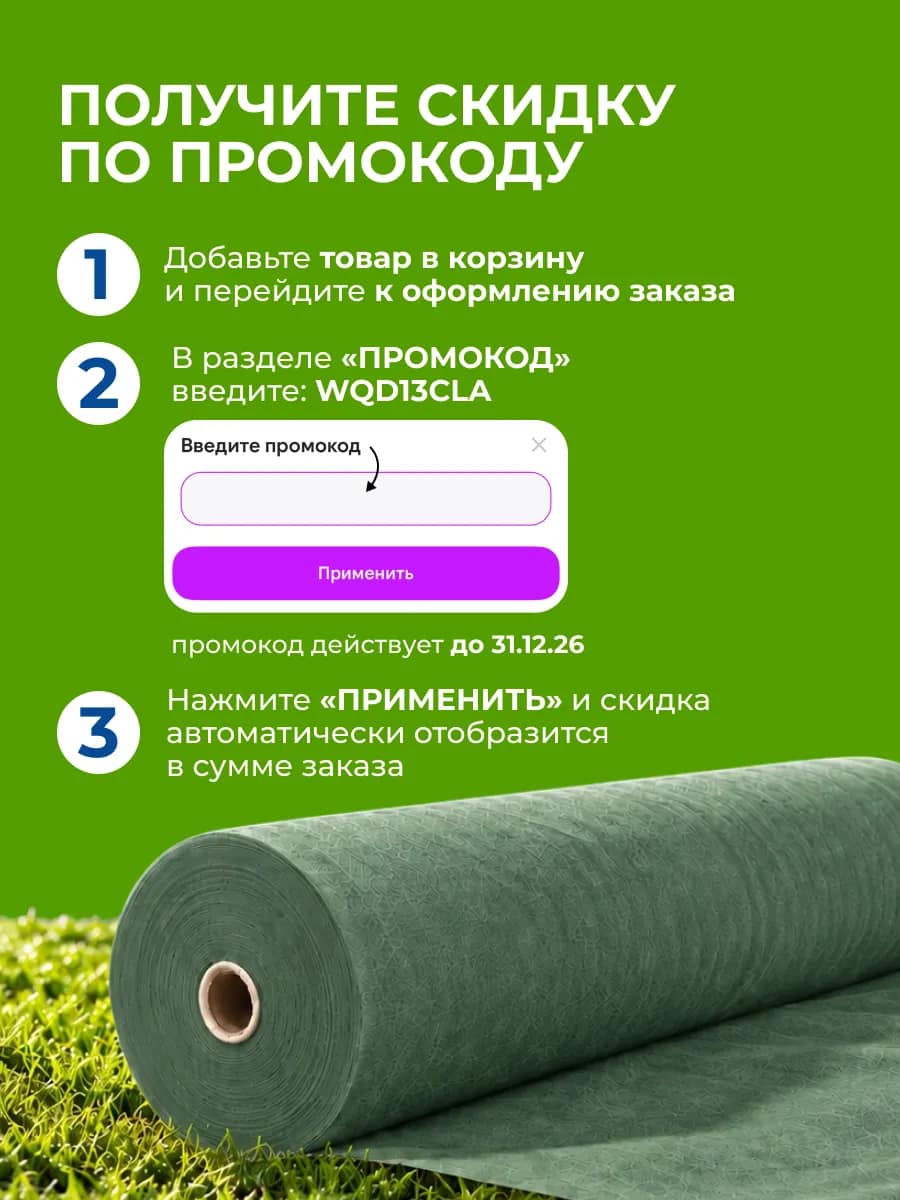 ПОЛУЧИТЕ СКИДКУ
ПО ПРОМОКОДУ
1
Добавьте товар в корзину
и перейдите к оформлению заказа
2
В разделе «ПРОМОКОД»
введите: WQD13CLA
Введите промокод
Применить
промокод действует до 31.12.26
3
Нажмите «ПРИМЕНИТЬ» и скидка
автоматически отобразится
в сумме заказа